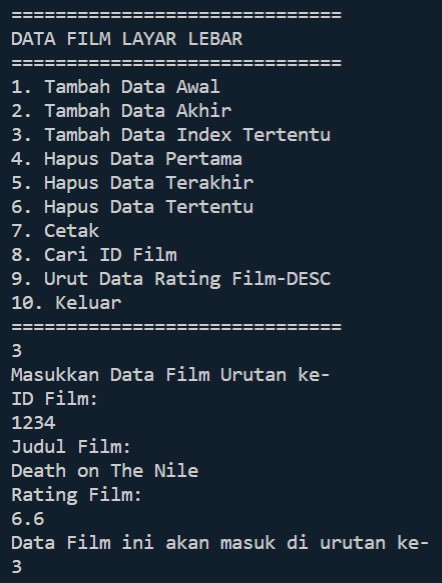 ==============================
DATA FILM LAYAR LEBAR
==============================
1. Tambah Data Awal
2. Tambah Data Akhir
3. Tambah Data Index Tertentu
4. Hapus Data Pertama
5. Hapus Data Terakhir
6. Hapus Data Tertentu
7. Cetak
8. Cari ID Film
9. Urut Data Rating Film-DESC
10. Keluar
==============================
3
Masukkan Data Film Urutan ke-
ID Film:
1234
Judul Film:
Death on The Nile
Rating Film:
6.6
Data Film ini akan masuk di urutan ke-
3